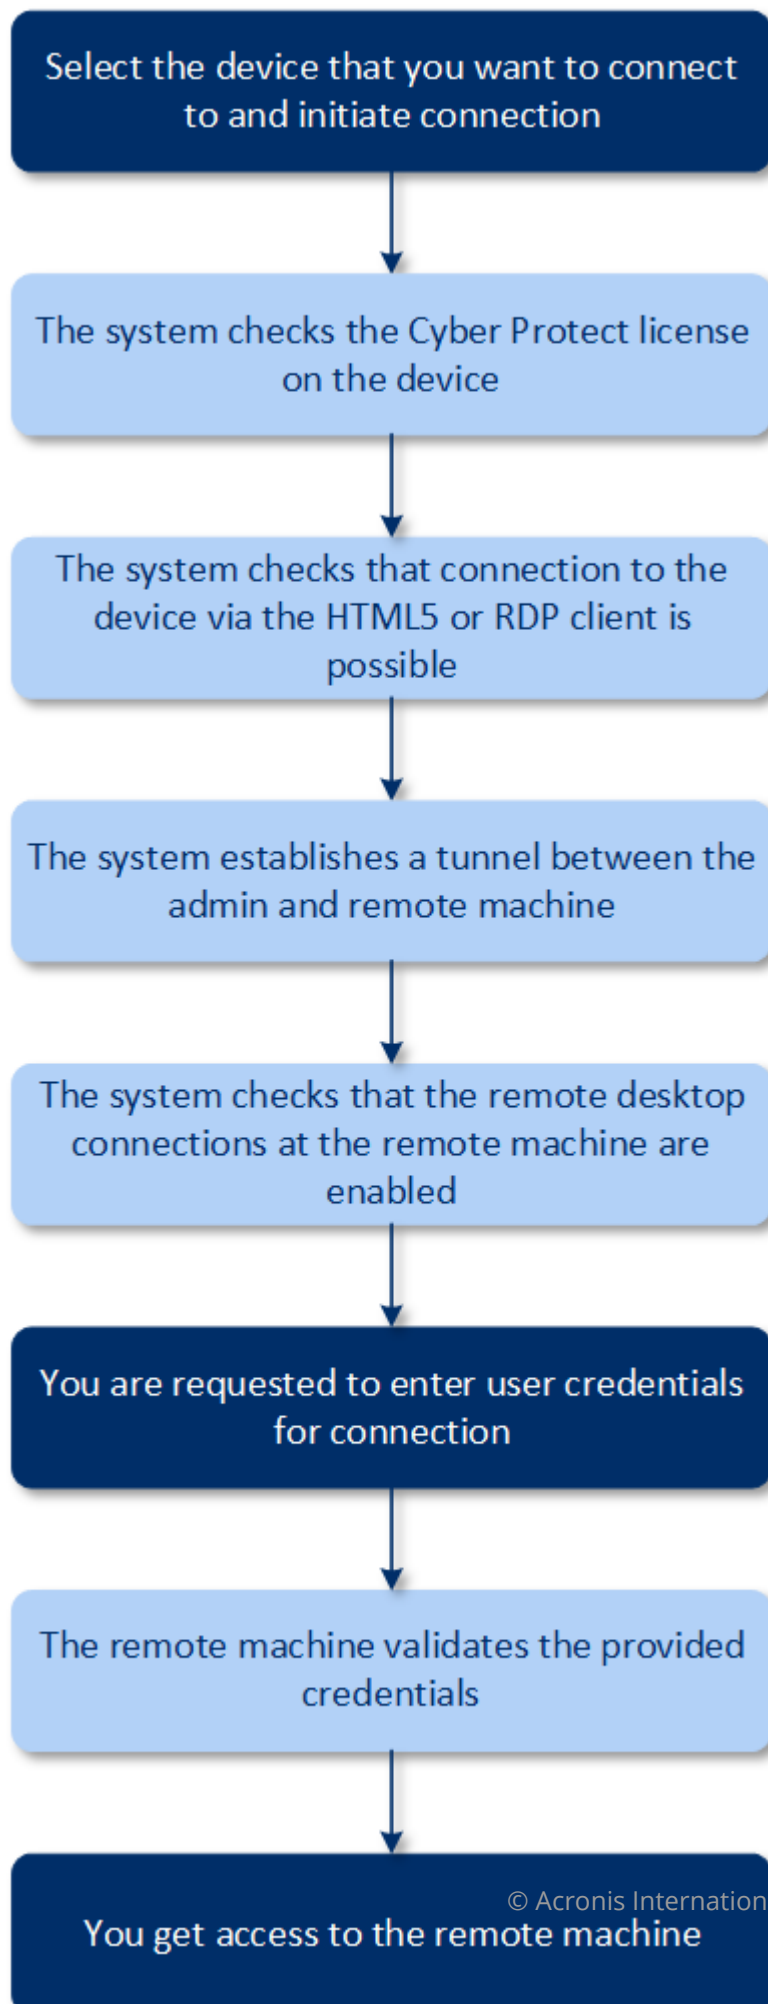 Select the device that you want to connect
to and initiate connection
The system checks the Cyber Protect license
on the device
The system checks that connection to the
device via the HTML5 or RDP client is
possible
The system establishes a tunnel between the
admin and remote machine
The system checks that the remote desktop
connections at the remote machine are
enabled
You are requested to enter user credentials
for connection
The remote machine validates the provided
credentials
© Acronis Internation
You get access to the remote machine